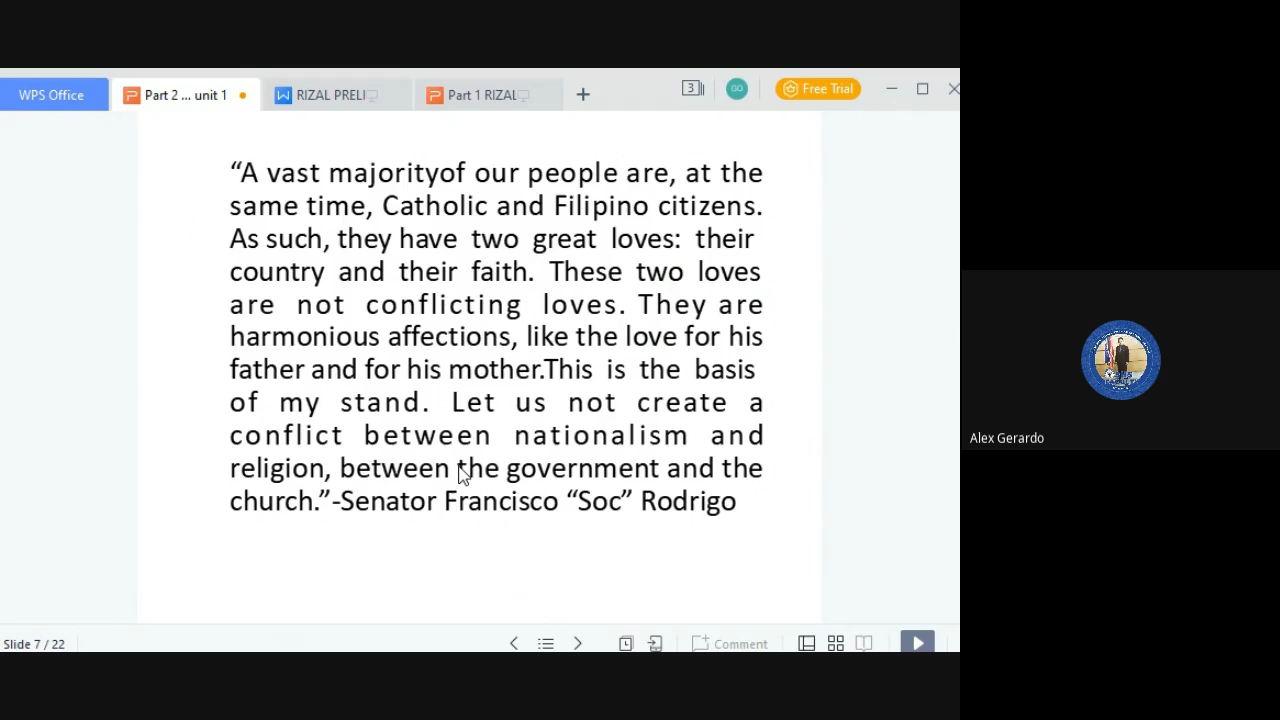 WPS Office
Part 2 ... unit 1
RIZAL PRELI
Part 1 RIZAL
3
GO
Free Trial
“A vast majorityof our people are, at the
same time, Catholic and Filipino citizens.
As such, they have two great loves: their
country and their faith. These two loves
are not conflicting loves. They are
harmonious affections, like the love for his
father and for his mother.This is the basis
of my stand. Let us not create a
conflict between nationalism and
religion, between the government and the
church.”-Senator Francisco “Soc” Rodrigo
Alex Gerardo
Slide 7 / 22
Comment